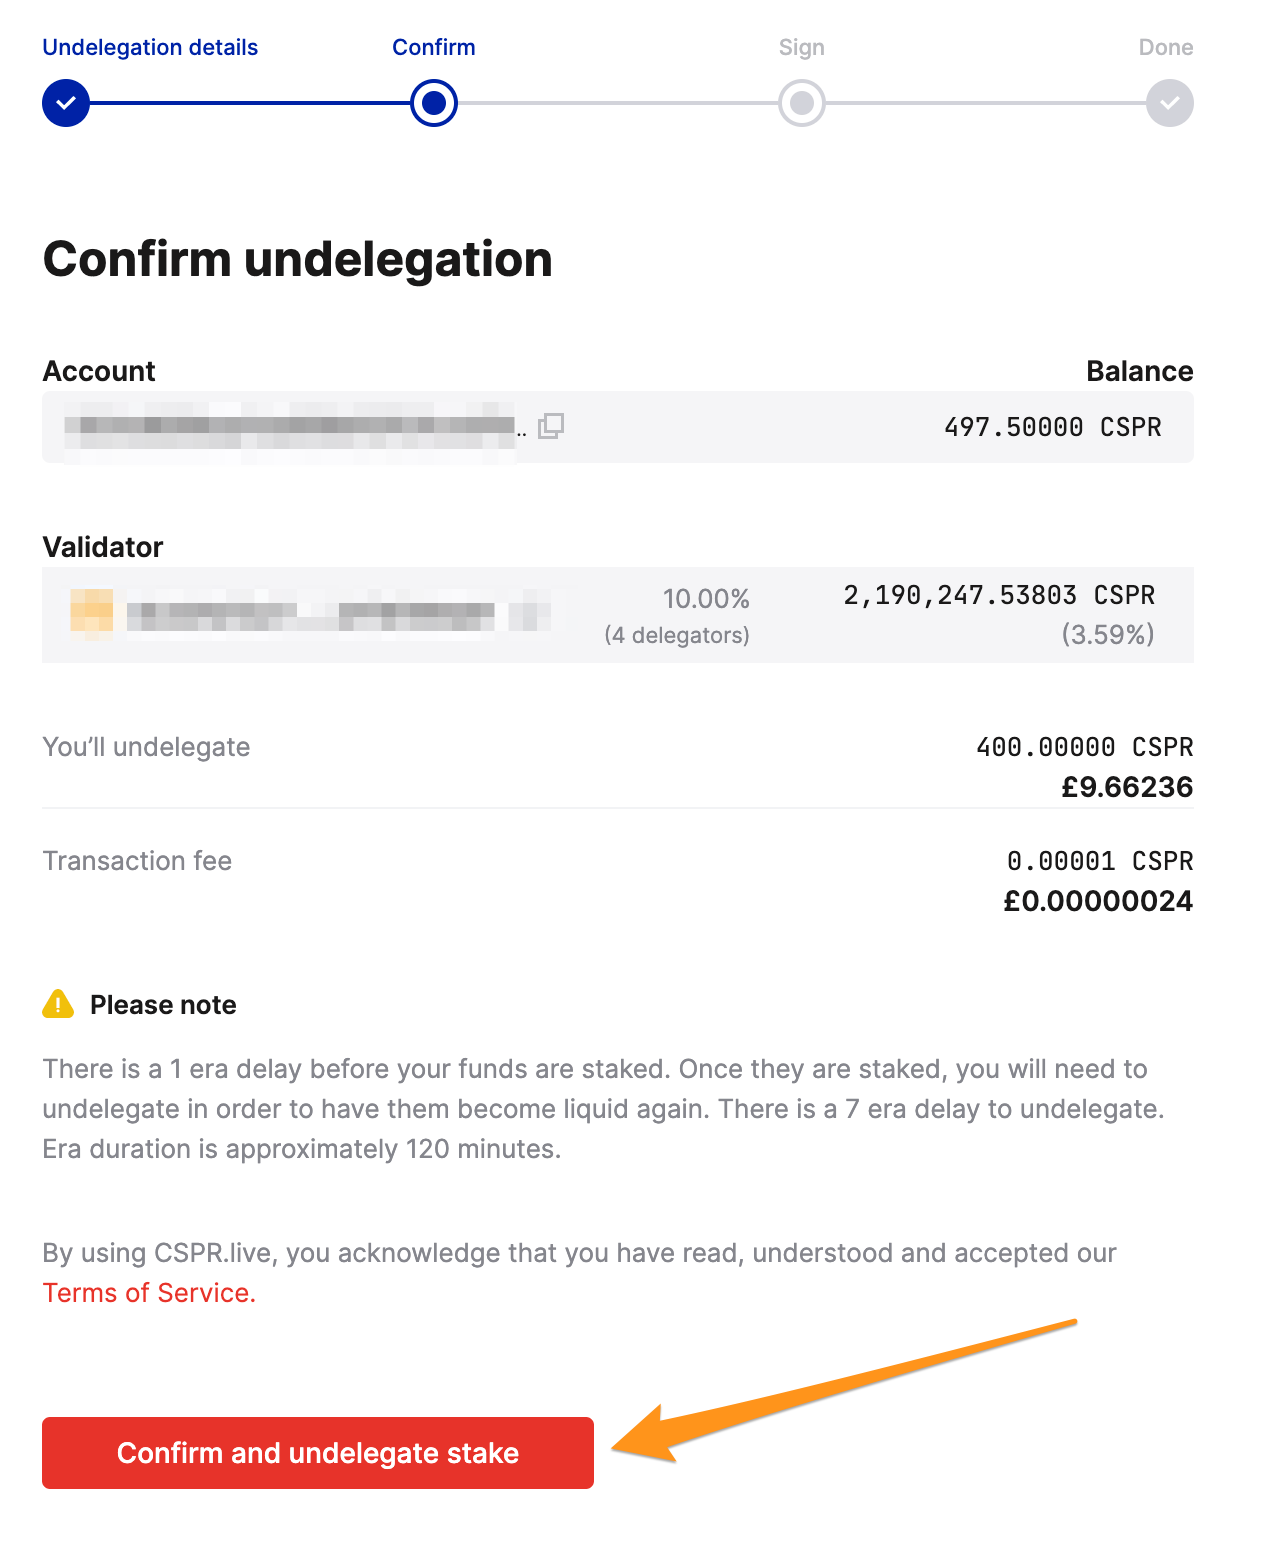 Undelegation details
Confirm
Sign
Done
Confirm undelegation
Account
Balance
..
497.50000 CSPR
Validator
10.00%
2,190,247.53803 CSPR
(4 delegators)
(3.59%)
You’ll undelegate
400.00000 CSPR
£9.66236
Transaction fee
0.00001 CSPR
£0.00000024
Please note
There is a 1 era delay before your funds are staked. Once they are staked, you will need to
undelegate in order to have them become liquid again. There is a 7 era delay to undelegate.
Era duration is approximately 120 minutes.
By using CSPR.live, you acknowledge that you have read, understood and accepted our
Terms of Service.
Confirm and undelegate stake